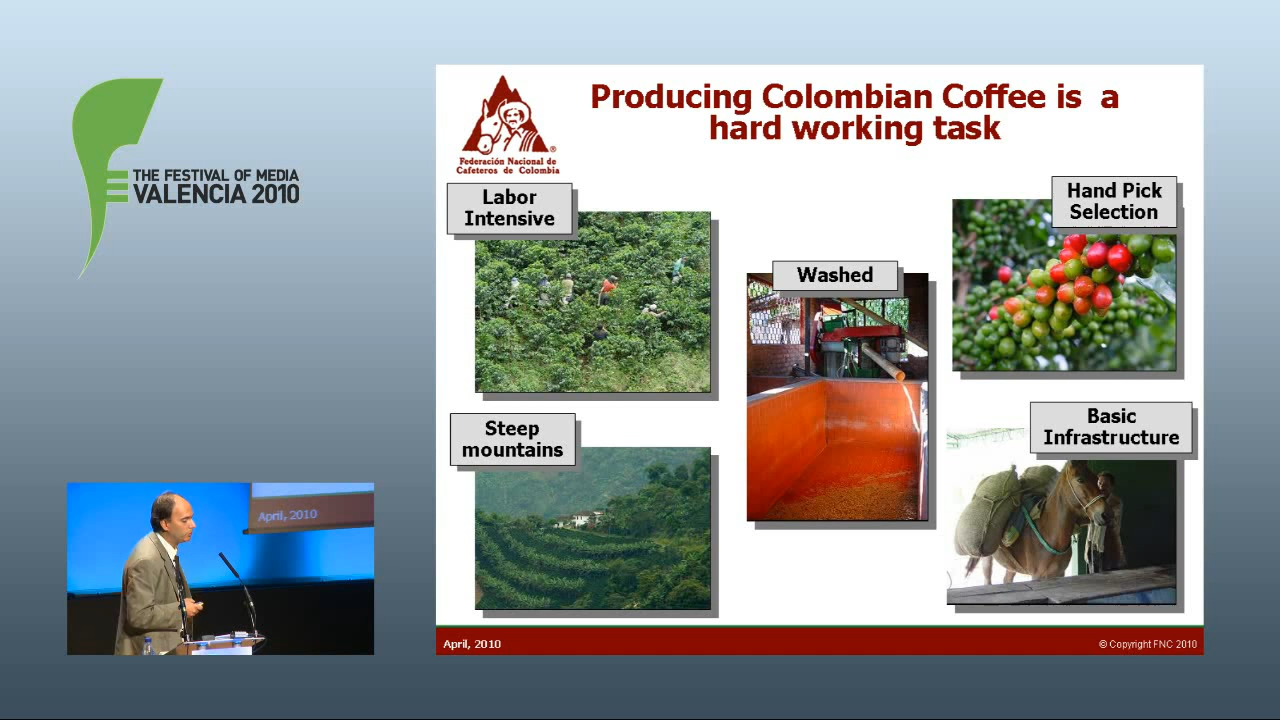 THE FESTIVAL OF MEDIA
VALENCIA 2010
Producing Colombian Coffee is a
hard working task
Federación Nacional de
Cafeteros de Colombia
®
Labor
Intensive
Hand Pick
Selection
Washed
Steep
mountains
Basic
Infrastructure
April, 2010
April, 2010
© Copyright FNC 2010